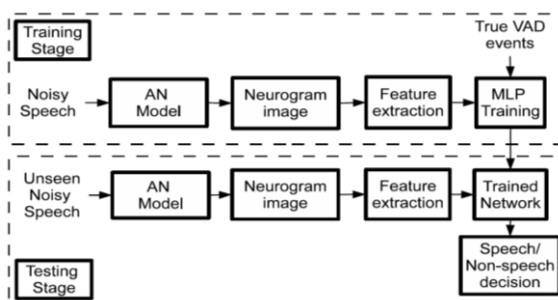 Training
Stage
True VAD
events
Noisy
Speech
AN
Model
Neurogram
image
Feature
extraction
MLP
Training
Unseen
Noisy
Speech
AN
Model
Neurogram
image
Feature
extraction
Trained
Network
Speech/
Non-speech
decision
Testing
Stage